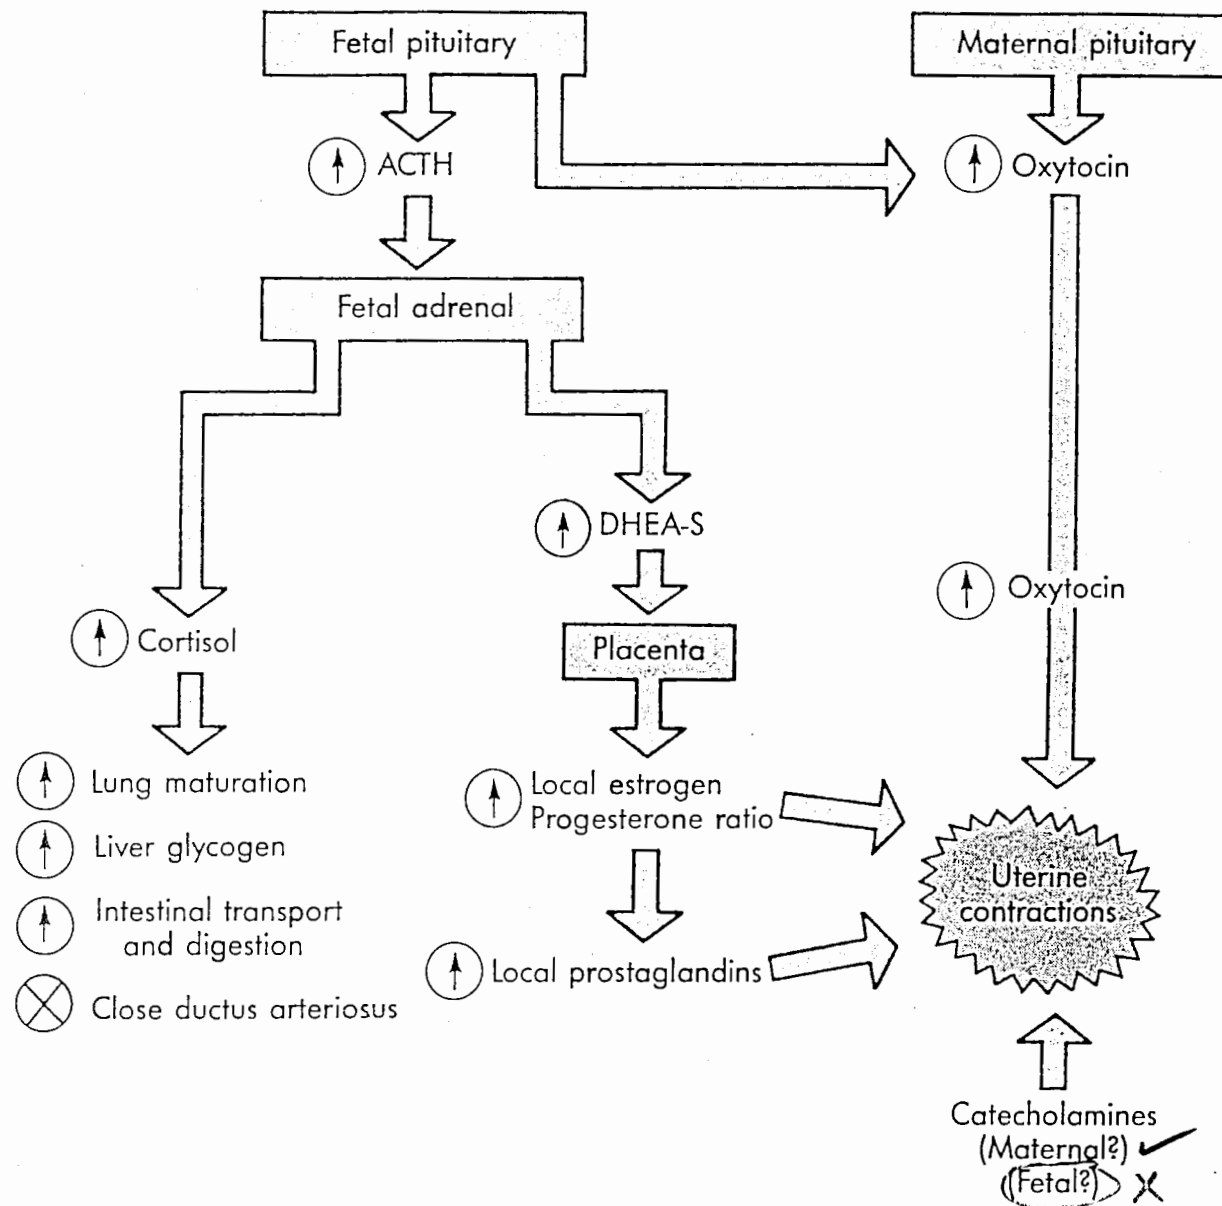 Fetal pituitary
Maternal pituitary
ACTH
Oxytocin
Fetal adrenal
DHEA-S
Oxytocin
Cortisol
Placenta
Lung maturation
Local estrogen
Progesterone ratio
Liver glycogen
Uterine
contractions
Intestinal transport
and digestion
Local prostaglandins
Close ductus arteriosus
Catecholamines
(Maternal?)
(Fetal?)